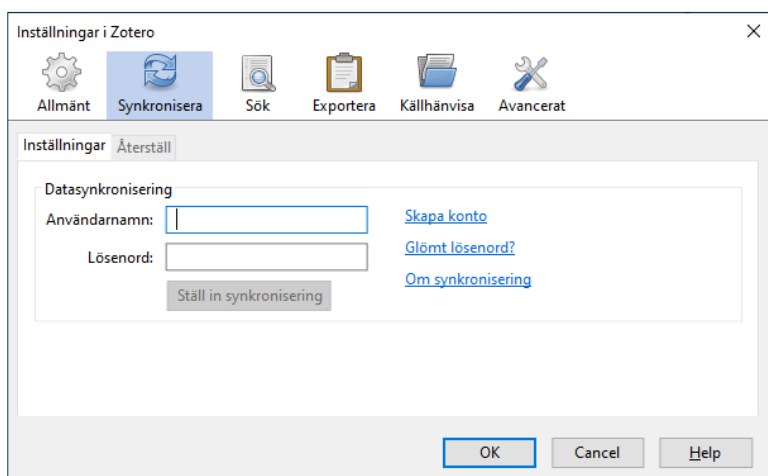 Inställningar i Zotero
Allmänt Synkronisera Sök Exportera Källhänvisa Avancerat
Inställningar Återställ
Datasynkronisering
Användarnamn: Skapa konto
Lösenord: Glömt lösenord?
Ställ in synkronisering Om synkronisering
OK Cancel Help